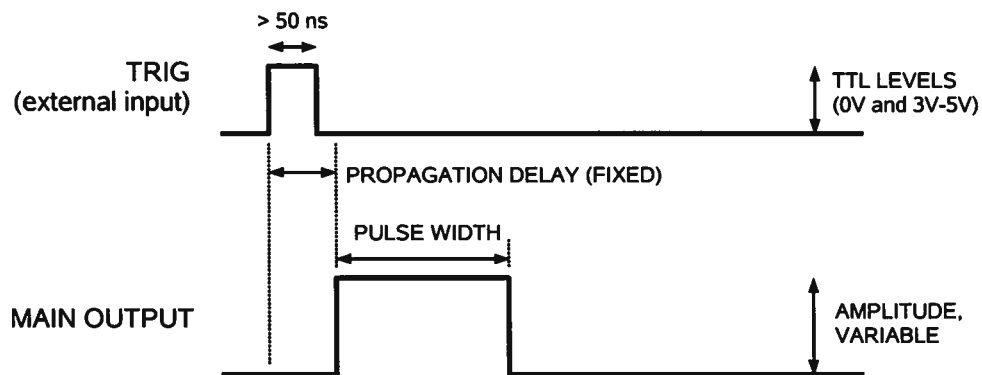 > 50 ns
TRIG
(external input)
TTL LEVELS
(0V and 3V-5V)
PROPAGATION DELAY (FIXED)
PULSE WIDTH
MAIN OUTPUT
AMPLITUDE,
VARIABLE